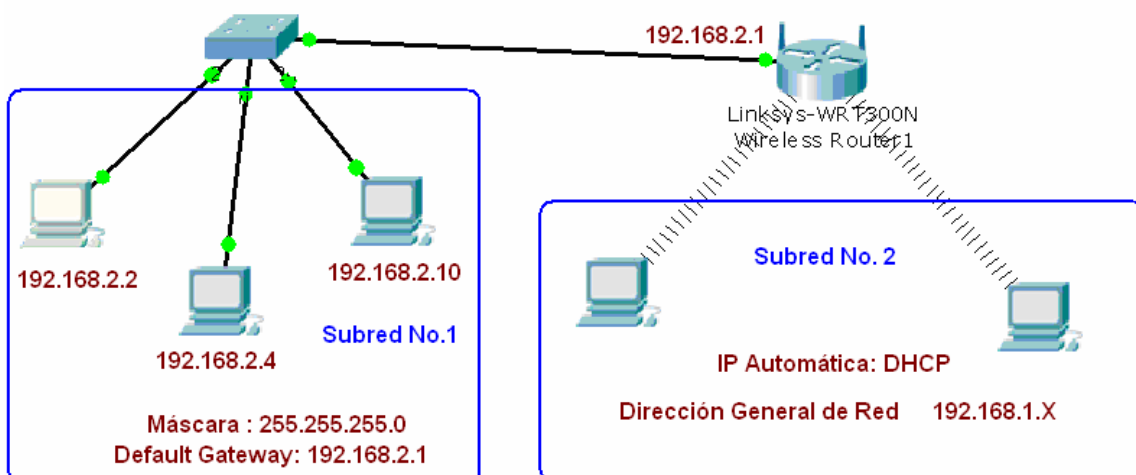 192.168.2.1
Linksys-WRT300N
Wireless Router1
192.168.2.2
192.168.2.10
192.168.2.4
Subred No.1
Máscara : 255.255.255.0
Default Gateway: 192.168.2.1
Subred No. 2
IP Automática: DHCP
Dirección General de Red 192.168.1.X